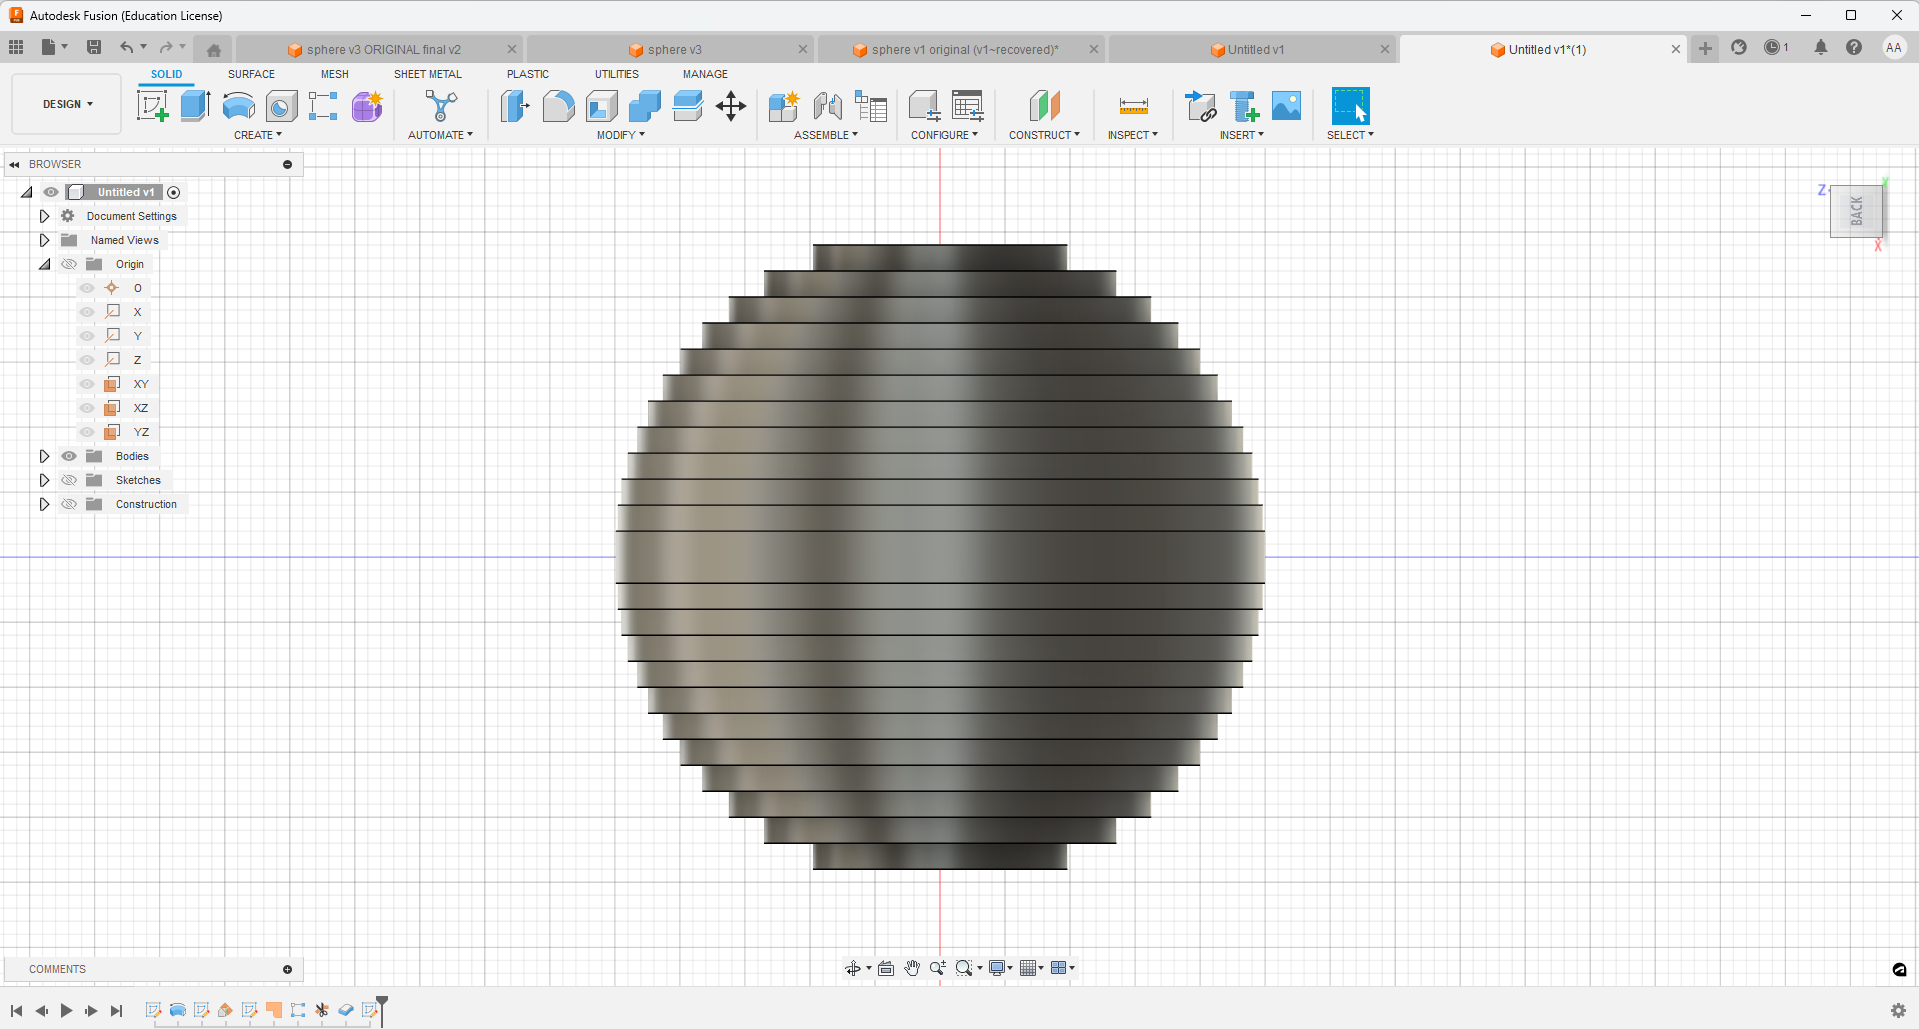 Autodesk Fusion (Education License)
sphere v3 ORIGINAL final v2
sphere v3
sphere v1 original (v1~recovered)*
Untitled v1
Untitled v1*(1)
1
AA
DESIGN
SOLID
SURFACE
MESH
SHEET METAL
PLASTIC
UTILITIES
MANAGE
CREATE
AUTOMATE
MODIFY
ASSEMBLE
CONFIGURE
CONSTRUCT
INSPECT
INSERT
SELECT
BROWSER
Untitled v1
Document Settings
Named Views
Origin
O
X
Y
Z
XY
XZ
YZ
Bodies
Sketches
Construction
Z
Y
BACK
X
COMMENTS